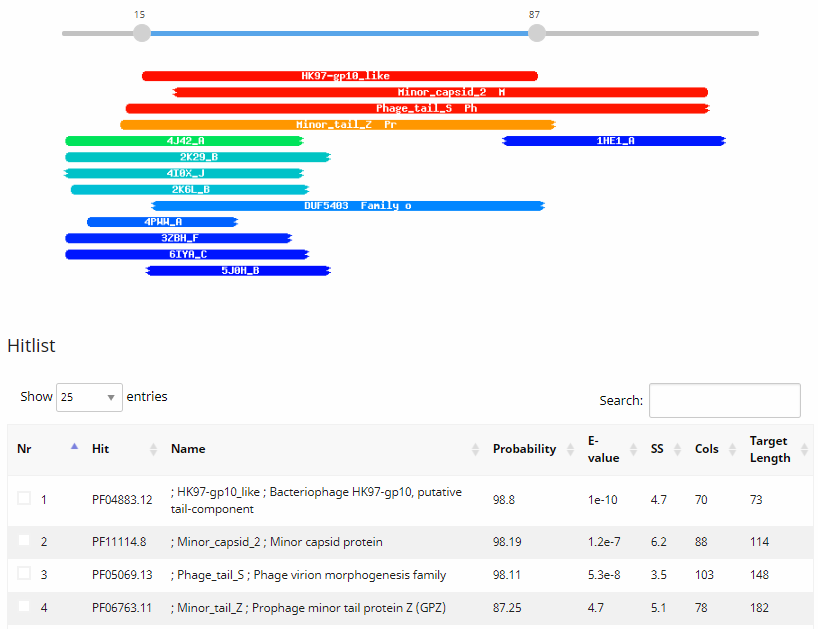 15 87
HK97-gp10_like
Minor_capsid_2 M
Phage_tail_S Ph
Minor_tail_Z Pr
4J42_A 1HE1_A
2K29_B
4I0X_J
2K6L_B
DUF5403 Family o
4PWW_A
3ZBH_F
6IYA_C
5J0H_B
Hitlist
Show 25 entries Search:
Nr Hit Name Probability E-value SS Cols Target Length
1 PF04883.12 ; HK97-gp10_like ; Bacteriophage HK97-gp10, putative
tail-component 98.8 1e-10 4.7 70 73
2 PF11114.8 ; Minor_capsid_2 ; Minor capsid protein 98.19 1.2e-7 6.2 88 114
3 PF05069.13 ; Phage_tail_S ; Phage virion morphogenesis family 98.11 5.3e-8 3.5 103 148
4 PF06763.11 ; Minor_tail_Z ; Prophage minor tail protein Z (GPZ) 87.25 4.7 5.1 78 182